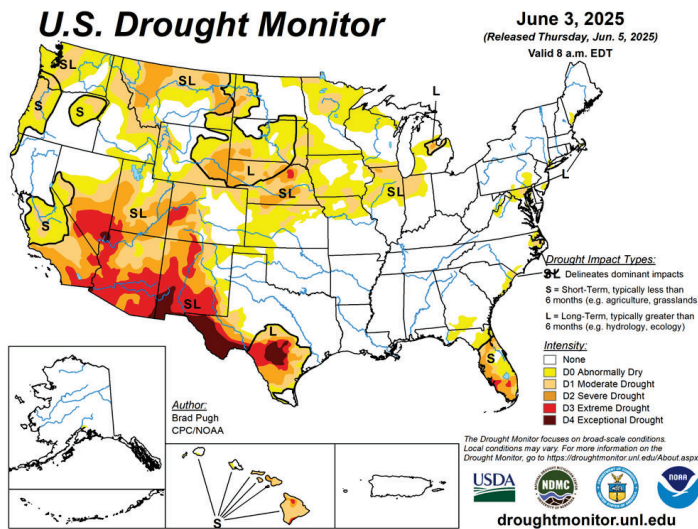 U.S. Drought Monitor
June 3, 2025
(Released Thursday, Jun. 5, 2025)
Valid 8 a.m. EDT
SL
S
S
SL
L
L
L
SL
SL
SL
S
SL
L
S
Drought Impact Types:
SL Delineates dominant impacts
S = Short-Term, typically less than
6 months (e.g. agriculture, grasslands
L = Long-Term, typically greater than
6 months (e.g. hydrology, ecology)
Intensity:
None
D0 Abnormally Dry
D1 Moderate Drought
D2 Severe Drought
D3 Extreme Drought
D4 Exceptional Drought
Author:
Brad Pugh
CPC/NOAA
S
The Drought Monitor focuses on broad-scale conditions.
Local conditions may vary. For more information on the
Drought Monitor, go to https://droughtmonitor.unl.edu/About.aspx
USDA
NDMC
NOAA
droughtmonitor.unl.edu